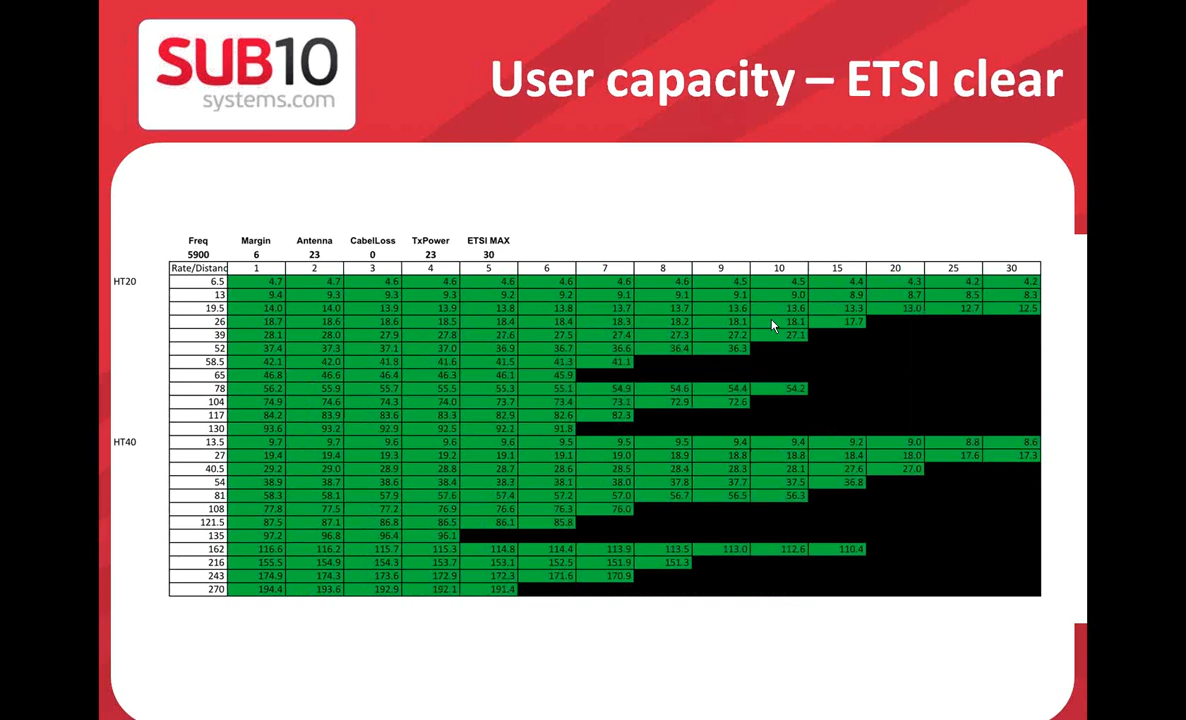 SUB10
systems.com
User capacity – ETSI clear
Freq Margin Antenna CabelLoss TxPower ETSI MAX
5900 6 23 0 23 30
Rate/Distanc 1 2 3 4 5 6 7 8 9 10 15 20 25 30
HT20 6.5 4.7 4.7 4.6 4.6 4.6 4.6 4.6 4.6 4.5 4.5 4.4 4.3 4.2 4.2
13 9.4 9.3 9.3 9.3 9.2 9.2 9.1 9.1 9.1 9.0 8.9 8.7 8.5 8.3
19.5 14.0 14.0 13.9 13.9 13.8 13.8 13.7 13.7 13.6 13.6 13.3 13.0 12.7 12.5
26 18.7 18.6 18.6 18.5 18.4 18.4 18.3 18.2 18.1 18.1 17.7
39 28.1 28.0 27.9 27.8 27.6 27.5 27.4 27.3 27.2 27.1
52 37.4 37.3 37.1 37.0 36.9 36.7 36.6 36.4 36.3
58.5 42.1 42.0 41.8 41.6 41.5 41.3 41.1
65 46.8 46.6 46.4 46.3 46.1 45.9
78 56.2 55.9 55.7 55.5 55.3 55.1 54.9 54.6 54.4 54.2
104 74.9 74.6 74.3 74.0 73.7 73.4 73.1 72.9 72.6
117 84.2 83.9 83.6 83.3 82.9 82.6 82.3
130 93.6 93.2 92.9 92.5 92.2 91.8
HT40 13.5 9.7 9.7 9.6 9.6 9.6 9.5 9.5 9.5 9.4 9.4 9.2 9.0 8.8 8.6
27 19.4 19.4 19.3 19.2 19.1 19.1 19.0 18.9 18.8 18.8 18.4 18.0 17.6 17.3
40.5 29.2 29.0 28.9 28.8 28.7 28.6 28.5 28.4 28.3 28.1 27.6 27.0
54 38.9 38.7 38.6 38.4 38.3 38.1 38.0 37.8 37.7 37.5 36.8
81 58.3 58.1 57.9 57.6 57.4 57.2 57.0 56.7 56.5 56.3
108 77.8 77.5 77.2 76.9 76.6 76.3 76.0
121.5 87.5 87.1 86.8 86.5 86.1 85.8
135 97.2 96.8 96.4 96.1
162 116.6 116.2 115.7 115.3 114.8 114.4 113.9 113.5 113.0 112.6 110.4
216 155.5 154.9 154.3 153.7 153.1 152.5 151.9 151.3
243 174.9 174.3 173.6 172.9 172.3 171.6 170.9
270 194.4 193.6 192.9 192.1 191.4